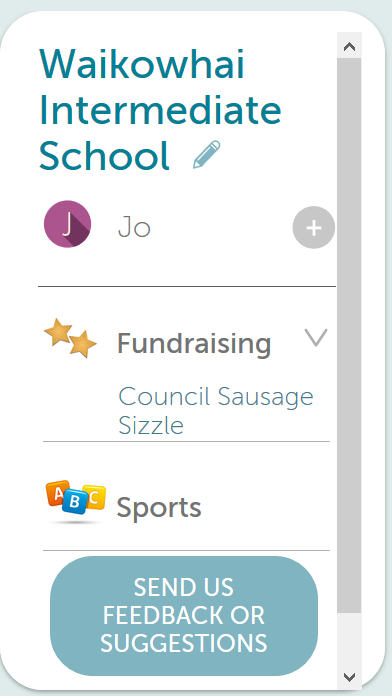 Waikowhai
Intermediate
School
J
Jo
+
Fundraising
Council Sausage
Sizzle
A B C
Sports
SEND US
FEEDBACK OR
SUGGESTIONS